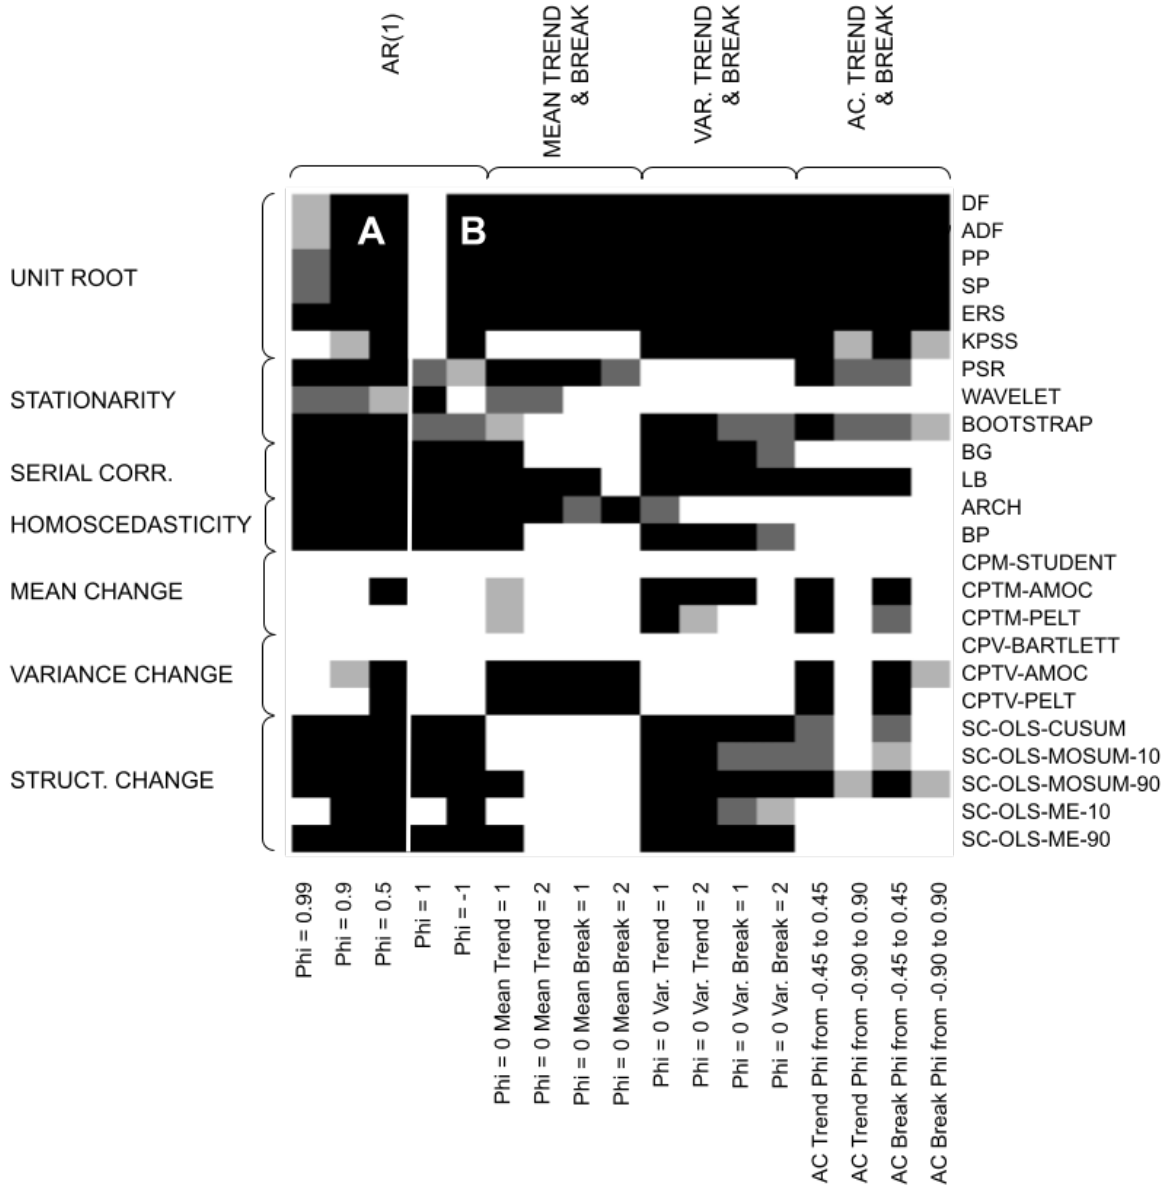 AR(1)
MEAN TREND
& BREAK
VAR. TREND
& BREAK
AC. TREND
& BREAK
A
B
UNIT ROOT
STATIONARITY
SERIAL CORR.
HOMOSCEDASTICITY
MEAN CHANGE
VARIANCE CHANGE
STRUCT. CHANGE
DF
ADF
PP
SP
ERS
KPSS
PSR
WAVELET
BOOTSTRAP
BG
LB
ARCH
BP
CPM-STUDENT
CPTM-AMOC
CPTM-PELT
CPV-BARTLETT
CPTV-AMOC
CPTV-PELT
SC-OLS-CUSUM
SC-OLS-MOSUM-10
SC-OLS-MOSUM-90
SC-OLS-ME-10
SC-OLS-ME-90
Phi = 0.99
Phi = 0.9
Phi = 0.5
Phi = 1
Phi = -1
Phi = 0 Mean Trend = 1
Phi = 0 Mean Trend = 2
Phi = 0 Mean Break = 1
Phi = 0 Mean Break = 2
Phi = 0 Var. Trend = 1
Phi = 0 Var. Trend = 2
Phi = 0 Var. Break = 1
Phi = 0 Var. Break = 2
AC Trend Phi from -0.45 to 0.45
AC Trend Phi from -0.90 to 0.90
AC Break Phi from -0.45 to 0.45
AC Break Phi from -0.90 to 0.90